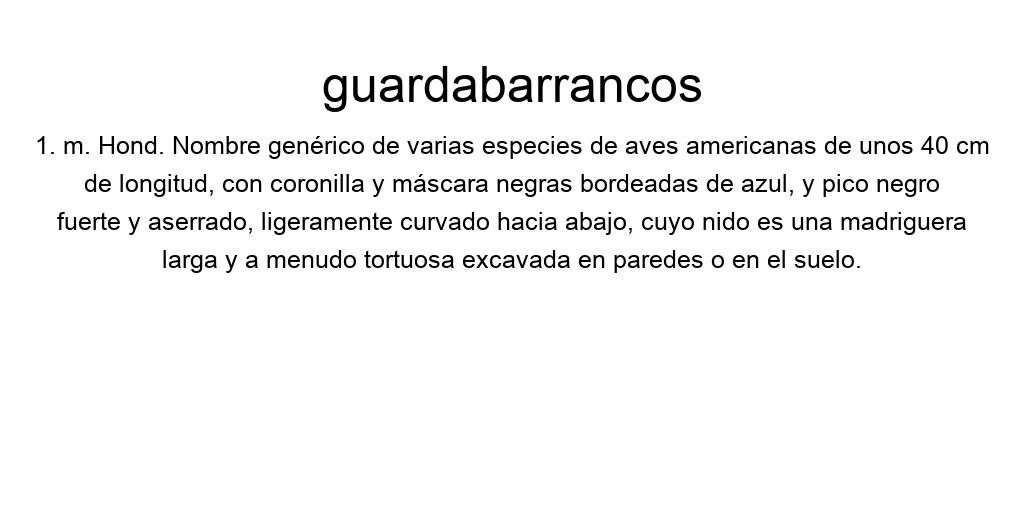 guardabarrancos
1. m. Hond. Nombre genérico de varias especies de aves americanas de unos 40 cm
de longitud, con coronilla y máscara negras bordeadas de azul, y pico negro
fuerte y aserrado, ligeramente curvado hacia abajo, cuyo nido es una madriguera
larga y a menudo tortuosa excavada en paredes o en el suelo.